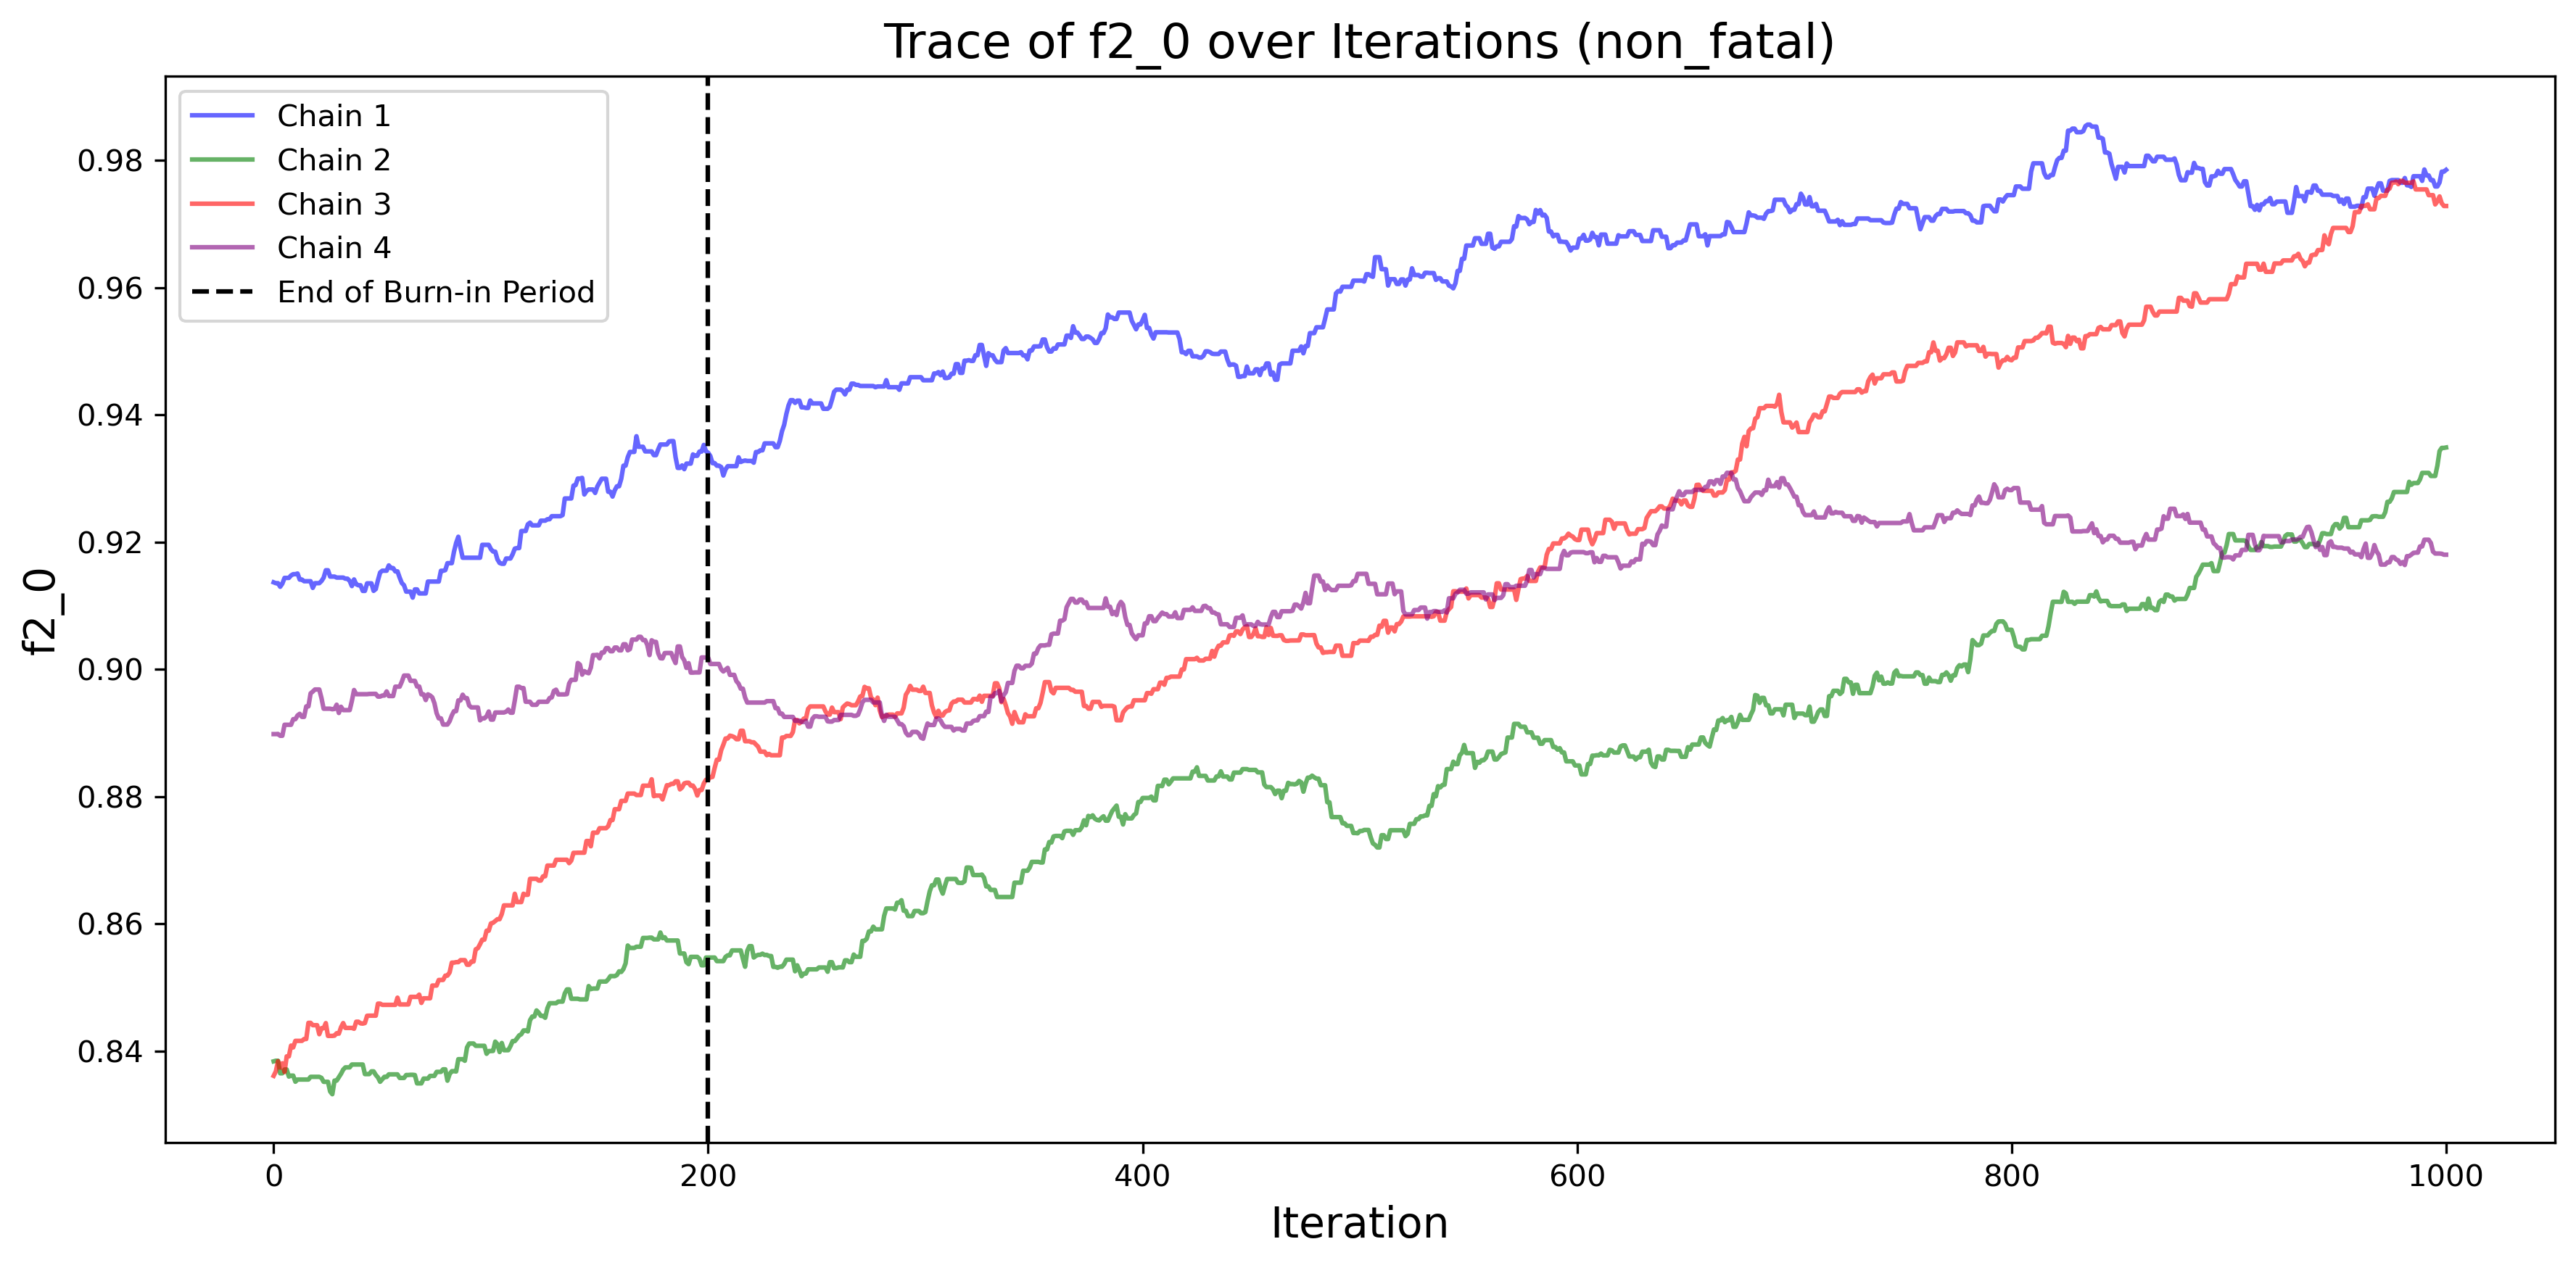 Trace of f2_0 over Iterations (non_fatal)
Chain 1
Chain 2
Chain 3
Chain 4
End of Burn-in Period
0.98
0.96
0.94
0.92
0.90
0.88
0.86
0.84
f2_0
0 200 400 600 800 1000
Iteration